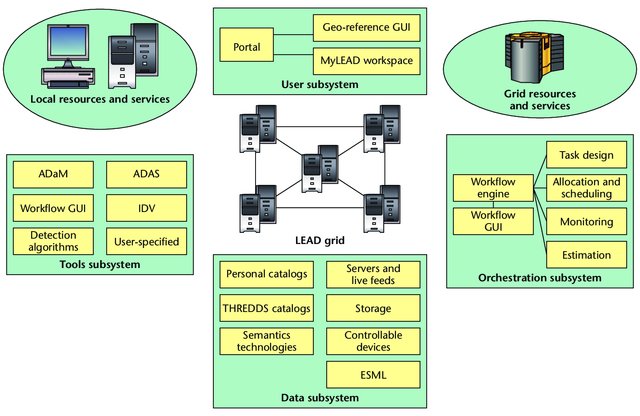 Local resources and services
Portal
Geo-reference GUI
MyLEAD workspace
User subsystem
Grid resources
and services
ADaM
ADAS
Workflow GUI
IDV
Detection
algorithms
User-specified
Tools subsystem
LEAD grid
Workflow
engine
Workflow
GUI
Task design
Allocation and
scheduling
Monitoring
Estimation
Orchestration subsystem
Personal catalogs
Servers and
live feeds
THREDDS catalogs
Storage
Semantics
technologies
Controllable
devices
ESML
Data subsystem